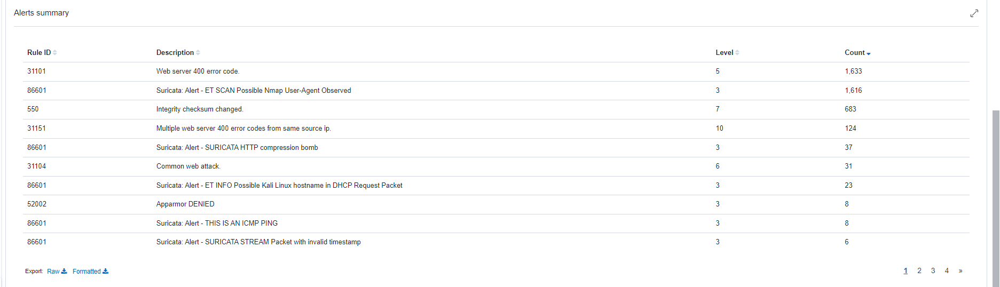 Alerts summary
Rule ID Description Level Count
31101 Web server 400 error code. 5 1,633
86601 Suricata: Alert - ET SCAN Possible Nmap User-Agent Observed 3 1,616
550 Integrity checksum changed. 7 683
31151 Multiple web server 400 error codes from same source ip. 10 124
86601 Suricata: Alert - SURICATA HTTP compression bomb 3 37
31104 Common web attack. 6 31
86601 Suricata: Alert - ET INFO Possible Kali Linux hostname in DHCP Request Packet 3 23
52002 Apparmor DENIED 3 8
86601 Suricata: Alert - THIS IS AN ICMP PING 3 8
86601 Suricata: Alert - SURICATA STREAM Packet with invalid timestamp 3 6
Export: Raw Formatted 1 2 3 4 »